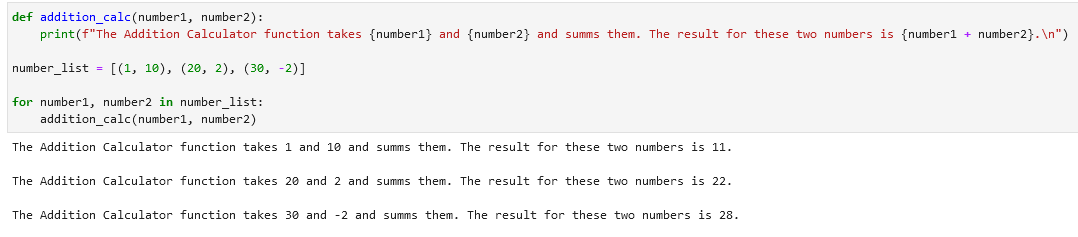 def addition_calc(number1, number2):
    print(f"The Addition Calculator function takes {number1} and {number2} and summs them. The result for these two numbers is {number1 + number2}.\n")
number_list = [(1, 10), (20, 2), (30, -2)]
for number1, number2 in number_list:
    addition_calc(number1, number2)
The Addition Calculator function takes 1 and 10 and summs them. The result for these two numbers is 11.
The Addition Calculator function takes 20 and 2 and summs them. The result for these two numbers is 22.
The Addition Calculator function takes 30 and -2 and summs them. The result for these two numbers is 28.